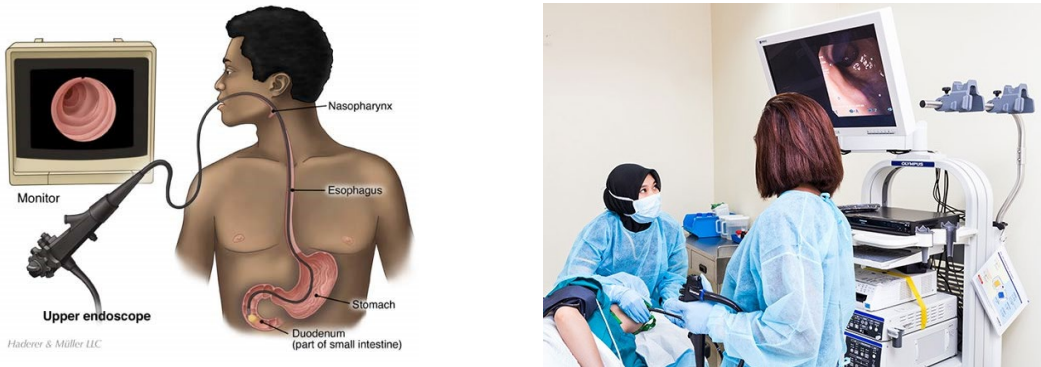 Nasopharynx
Esophagus
Monitor
Stomach
Upper endoscope
Duodenum
(part of small intestine)
Haderer & Müller LLC
OLYMPUS